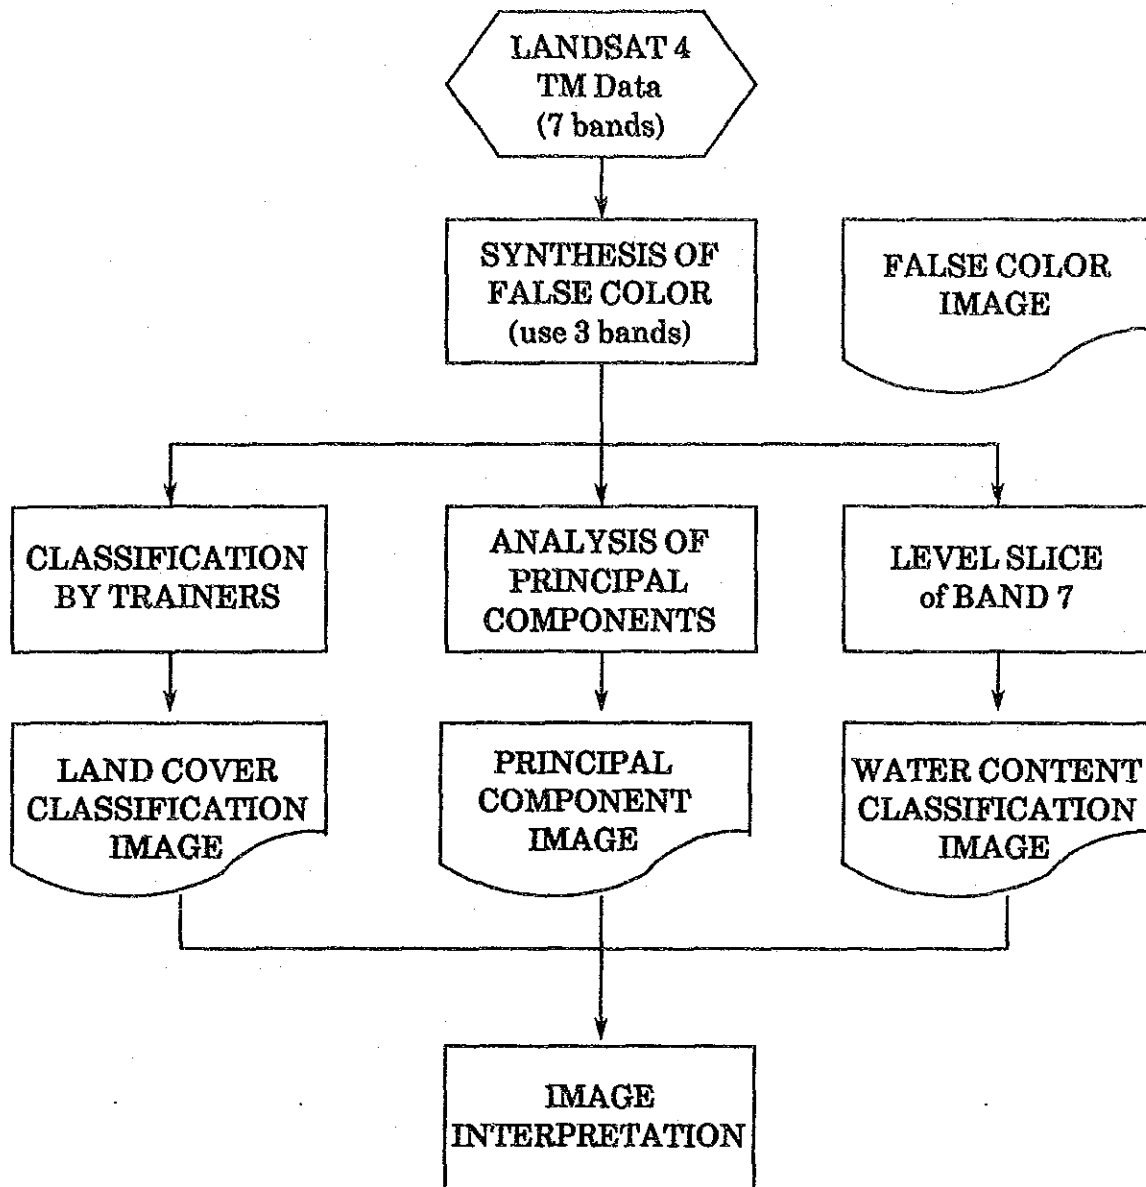 LANDSAT 4
TM Data
(7 bands)
SYNTHESIS OF
FALSE COLOR
(use 3 bands)
FALSE COLOR
IMAGE
CLASSIFICATION
BY TRAINERS
ANALYSIS OF
PRINCIPAL
COMPONENTS
LEVEL SLICE
of BAND 7
LAND COVER
CLASSIFICATION
IMAGE
PRINCIPAL
COMPONENT
IMAGE
WATER CONTENT
CLASSIFICATION
IMAGE
IMAGE
INTERPRETATION